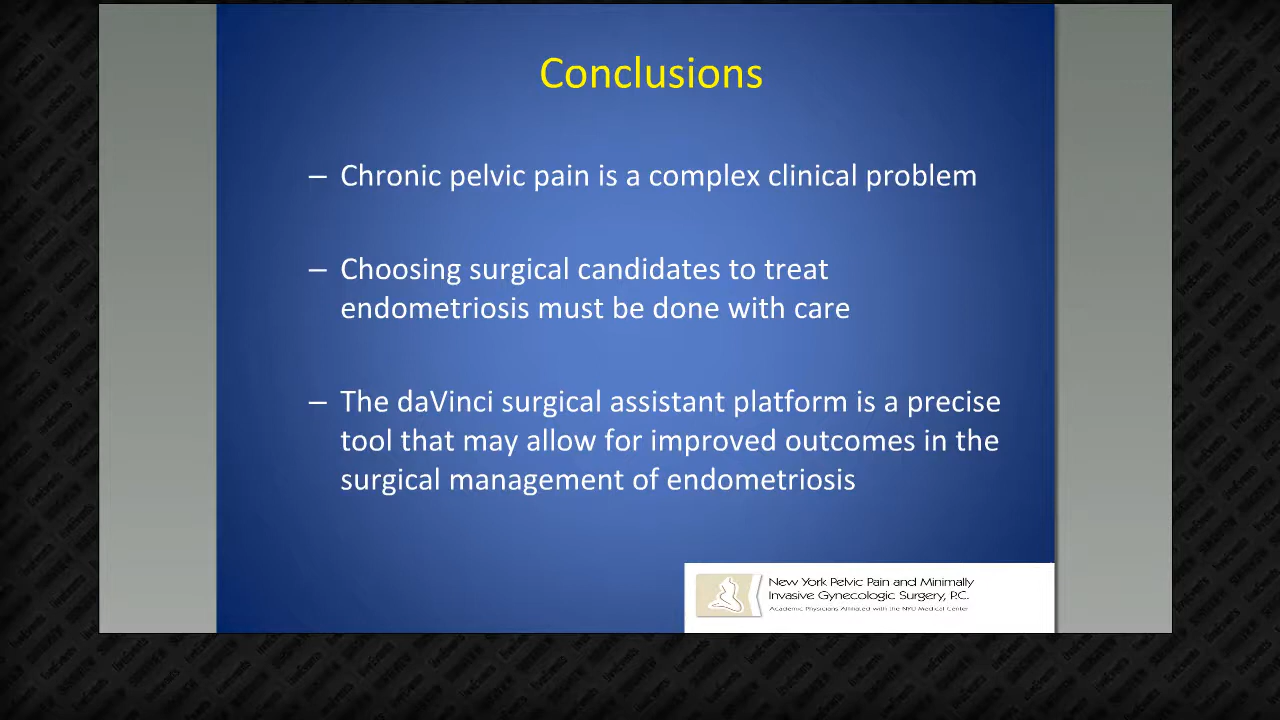 Conclusions
– Chronic pelvic pain is a complex clinical problem
– Choosing surgical candidates to treat
endometriosis must be done with care
– The daVinci surgical assistant platform is a precise
tool that may allow for improved outcomes in the
surgical management of endometriosis
New York Pelvic Pain and Minimally
Invasive Gynecologic Surgery, P.C.
Academic Physicians Affiliated with the NYU Medical Center